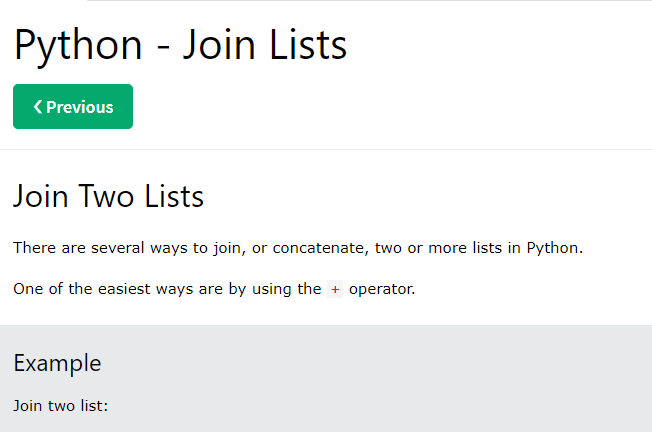 Python - Join Lists
❮ Previous
Join Two Lists
There are several ways to join, or concatenate, two or more lists in Python.
One of the easiest ways are by using the + operator.
Example
Join two list: